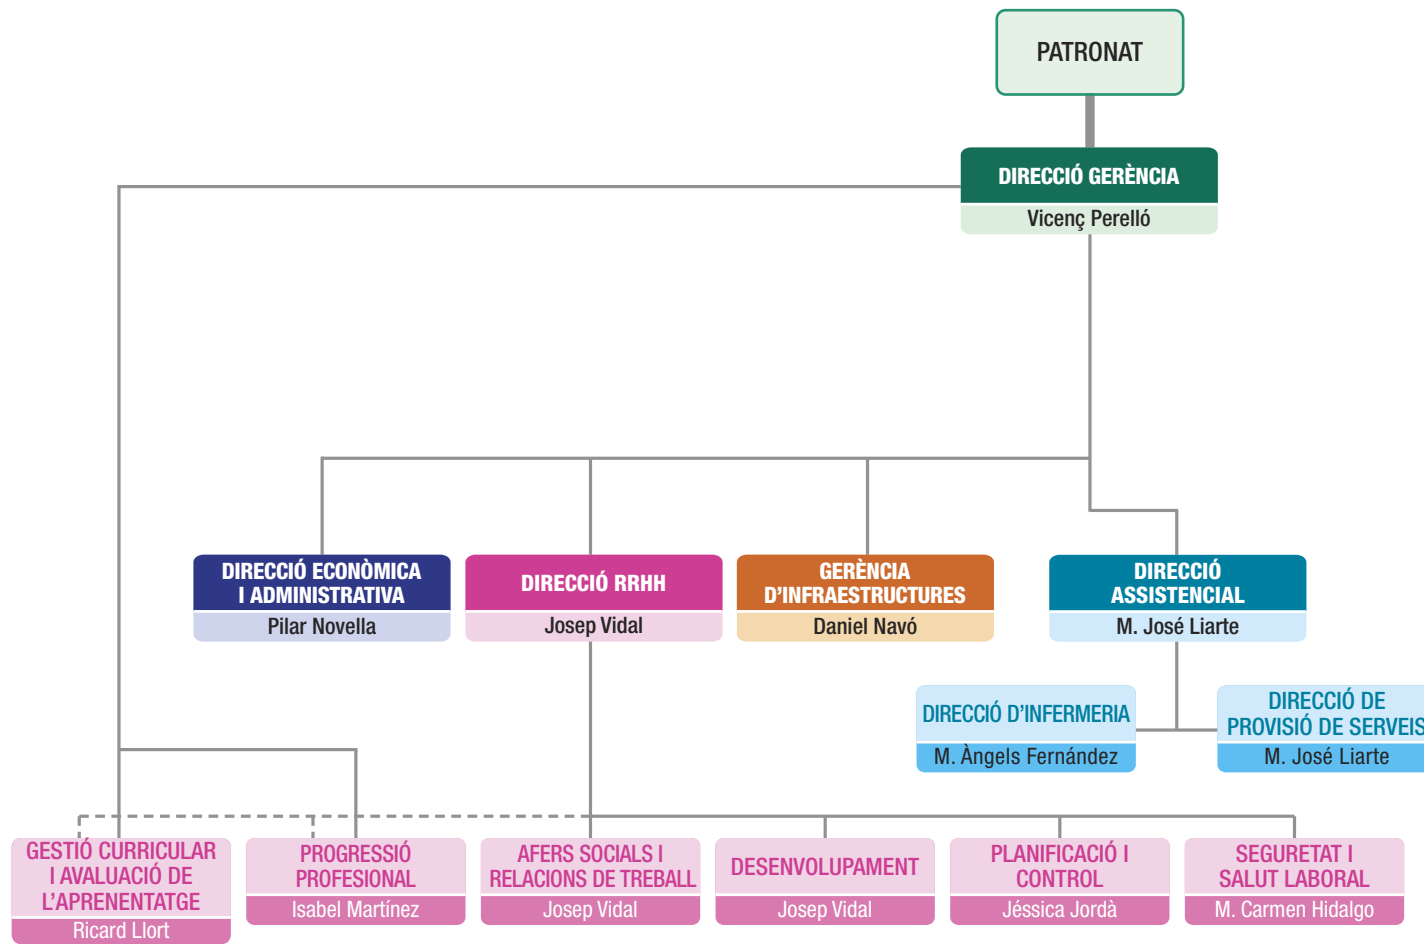 PATRONAT
DIRECCIÓ GERÈNCIA
Vicenç Perelló
DIRECCIÓ ECONÒMICA
I ADMINISTRATIVA
Pilar Novella
DIRECCIÓ RRHH
Josep Vidal
GERÈNCIA
D'INFRAESTRUCTURES
Daniel Navó
DIRECCIÓ
ASSISTENCIAL
M. José Liarte
DIRECCIÓ D'INFERMERIA
M. Àngels Fernández
DIRECCIÓ DE
PROVISIÓ DE SERVEIS
M. José Liarte
GESTIÓ CURRICULAR
I AVALUACIÓ DE
L'APRENENTATGE
Ricard Llort
PROGRESSIÓ
PROFESIONAL
Isabel Martínez
AFERS SOCIALS I
RELACIONS DE TREBALL
Josep Vidal
DESENVOLUPAMENT
Josep Vidal
PLANIFICACIÓ I
CONTROL
Jéssica Jordà
SEGURETAT I
SALUT LABORAL
M. Carmen Hidalgo